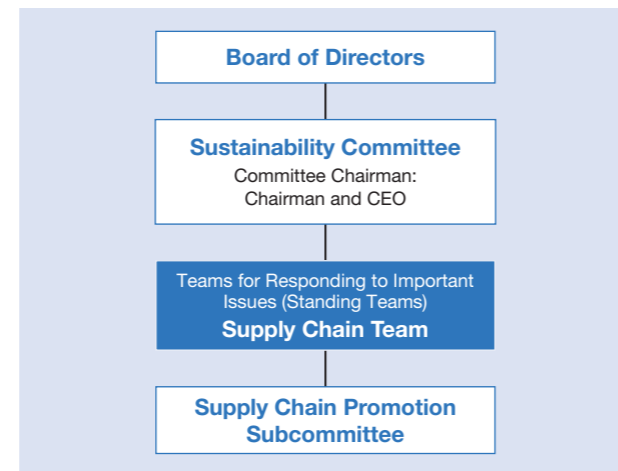 Board of Directors
Sustainability Committee
Committee Chairman:
Chairman and CEO
Teams for Responding to Important
Issues (Standing Teams)
Supply Chain Team
Supply Chain Promotion
Subcommittee